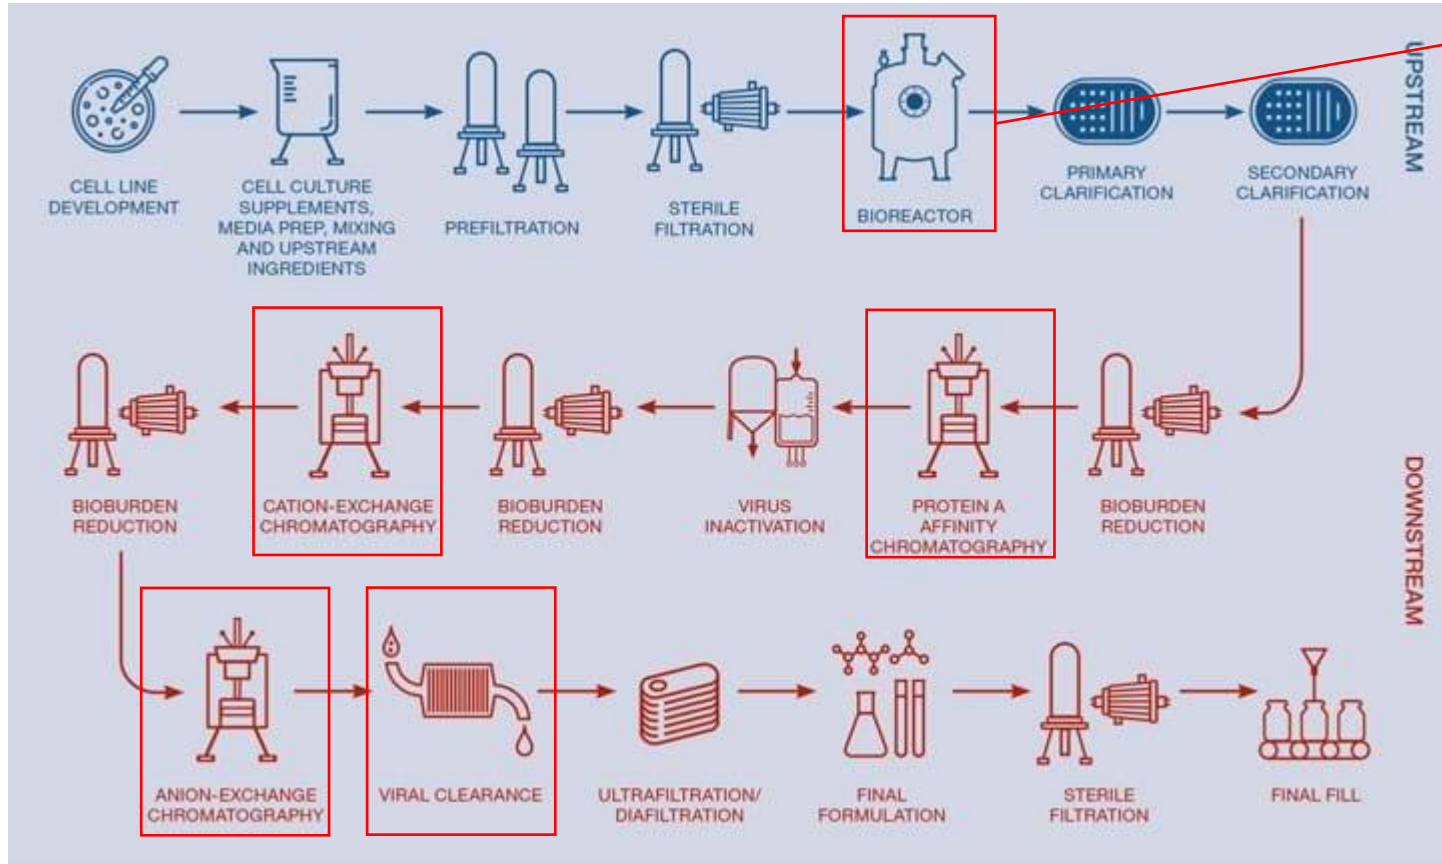 UPSTREAM
CELL LINE
DEVELOPMENT
CELL CULTURE
SUPPLEMENTS,
MEDIA PREP, MIXING
AND UPSTREAM
INGREDIENTS
PREFILTRATION
STERILE
FILTRATION
BIOREACTOR
PRIMARY
CLARIFICATION
SECONDARY
CLARIFICATION
DOWNSTREAM
BIOBURDEN
REDUCTION
CATION-EXCHANGE
CHROMATOGRAPHY
BIOBURDEN
REDUCTION
VIRUS
INACTIVATION
PROTEIN A
AFFINITY
CHROMATOGRAPHY
BIOBURDEN
REDUCTION
ANION-EXCHANGE
CHROMATOGRAPHY
VIRAL CLEARANCE
ULTRAFILTRATION/
DIAFILTRATION
FINAL
FORMULATION
STERILE
FILTRATION
FINAL FILL